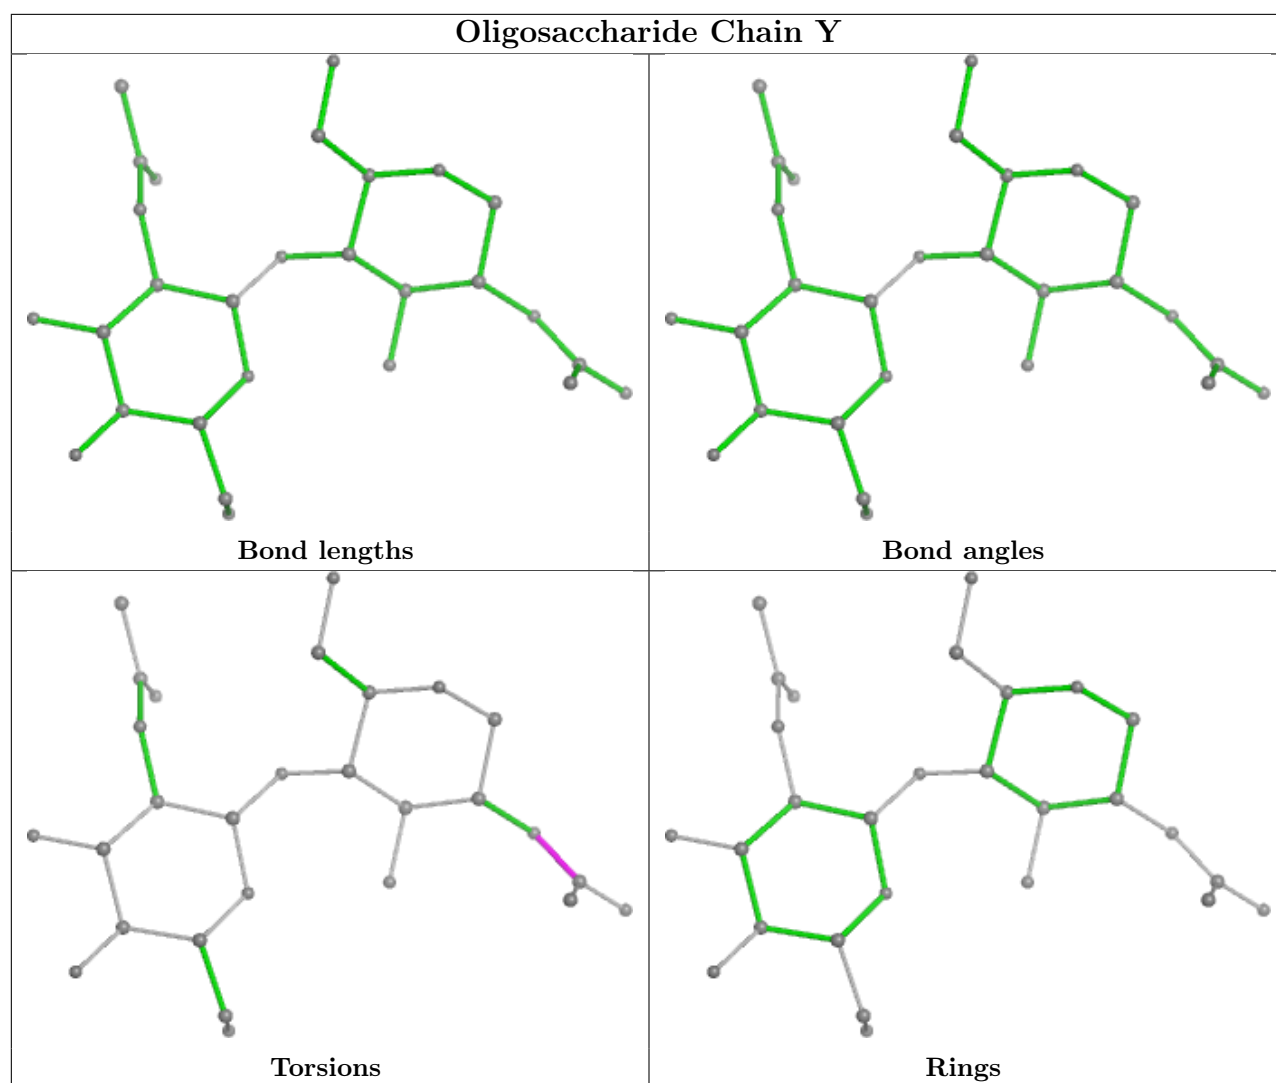 Oligosaccharide Chain Y
Bond lengths
Bond angles
Torsions
Rings